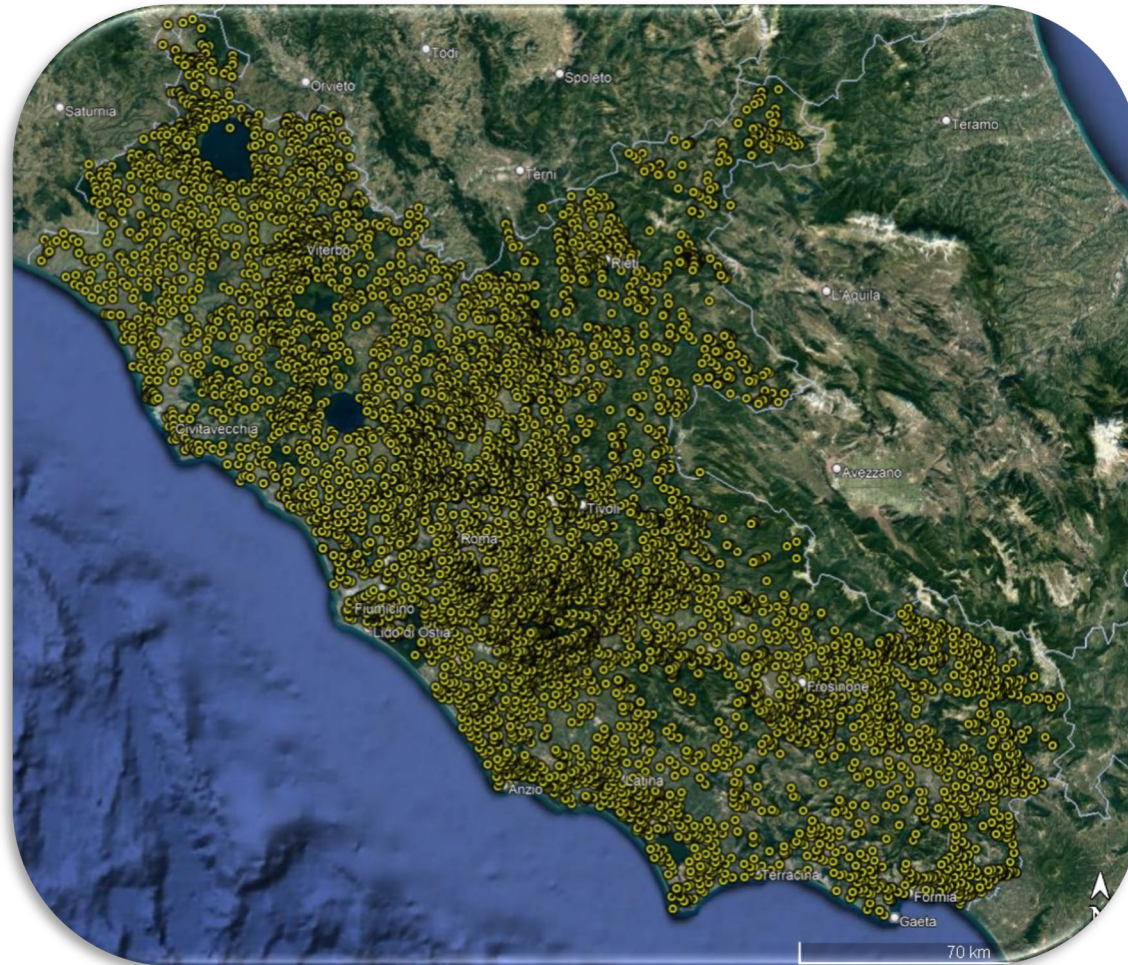 Todi
Spoleto
Orvieto
Saturnia
Teramo
Terni
Viterbo
Rieti
L'Aquila
Civitavecchia
Avezzano
Tivoli
Roma
Fiumicino
Lido di Ostia
Frosinone
Latina
Anzio
Terracina
Formia
Gaeta
70 km